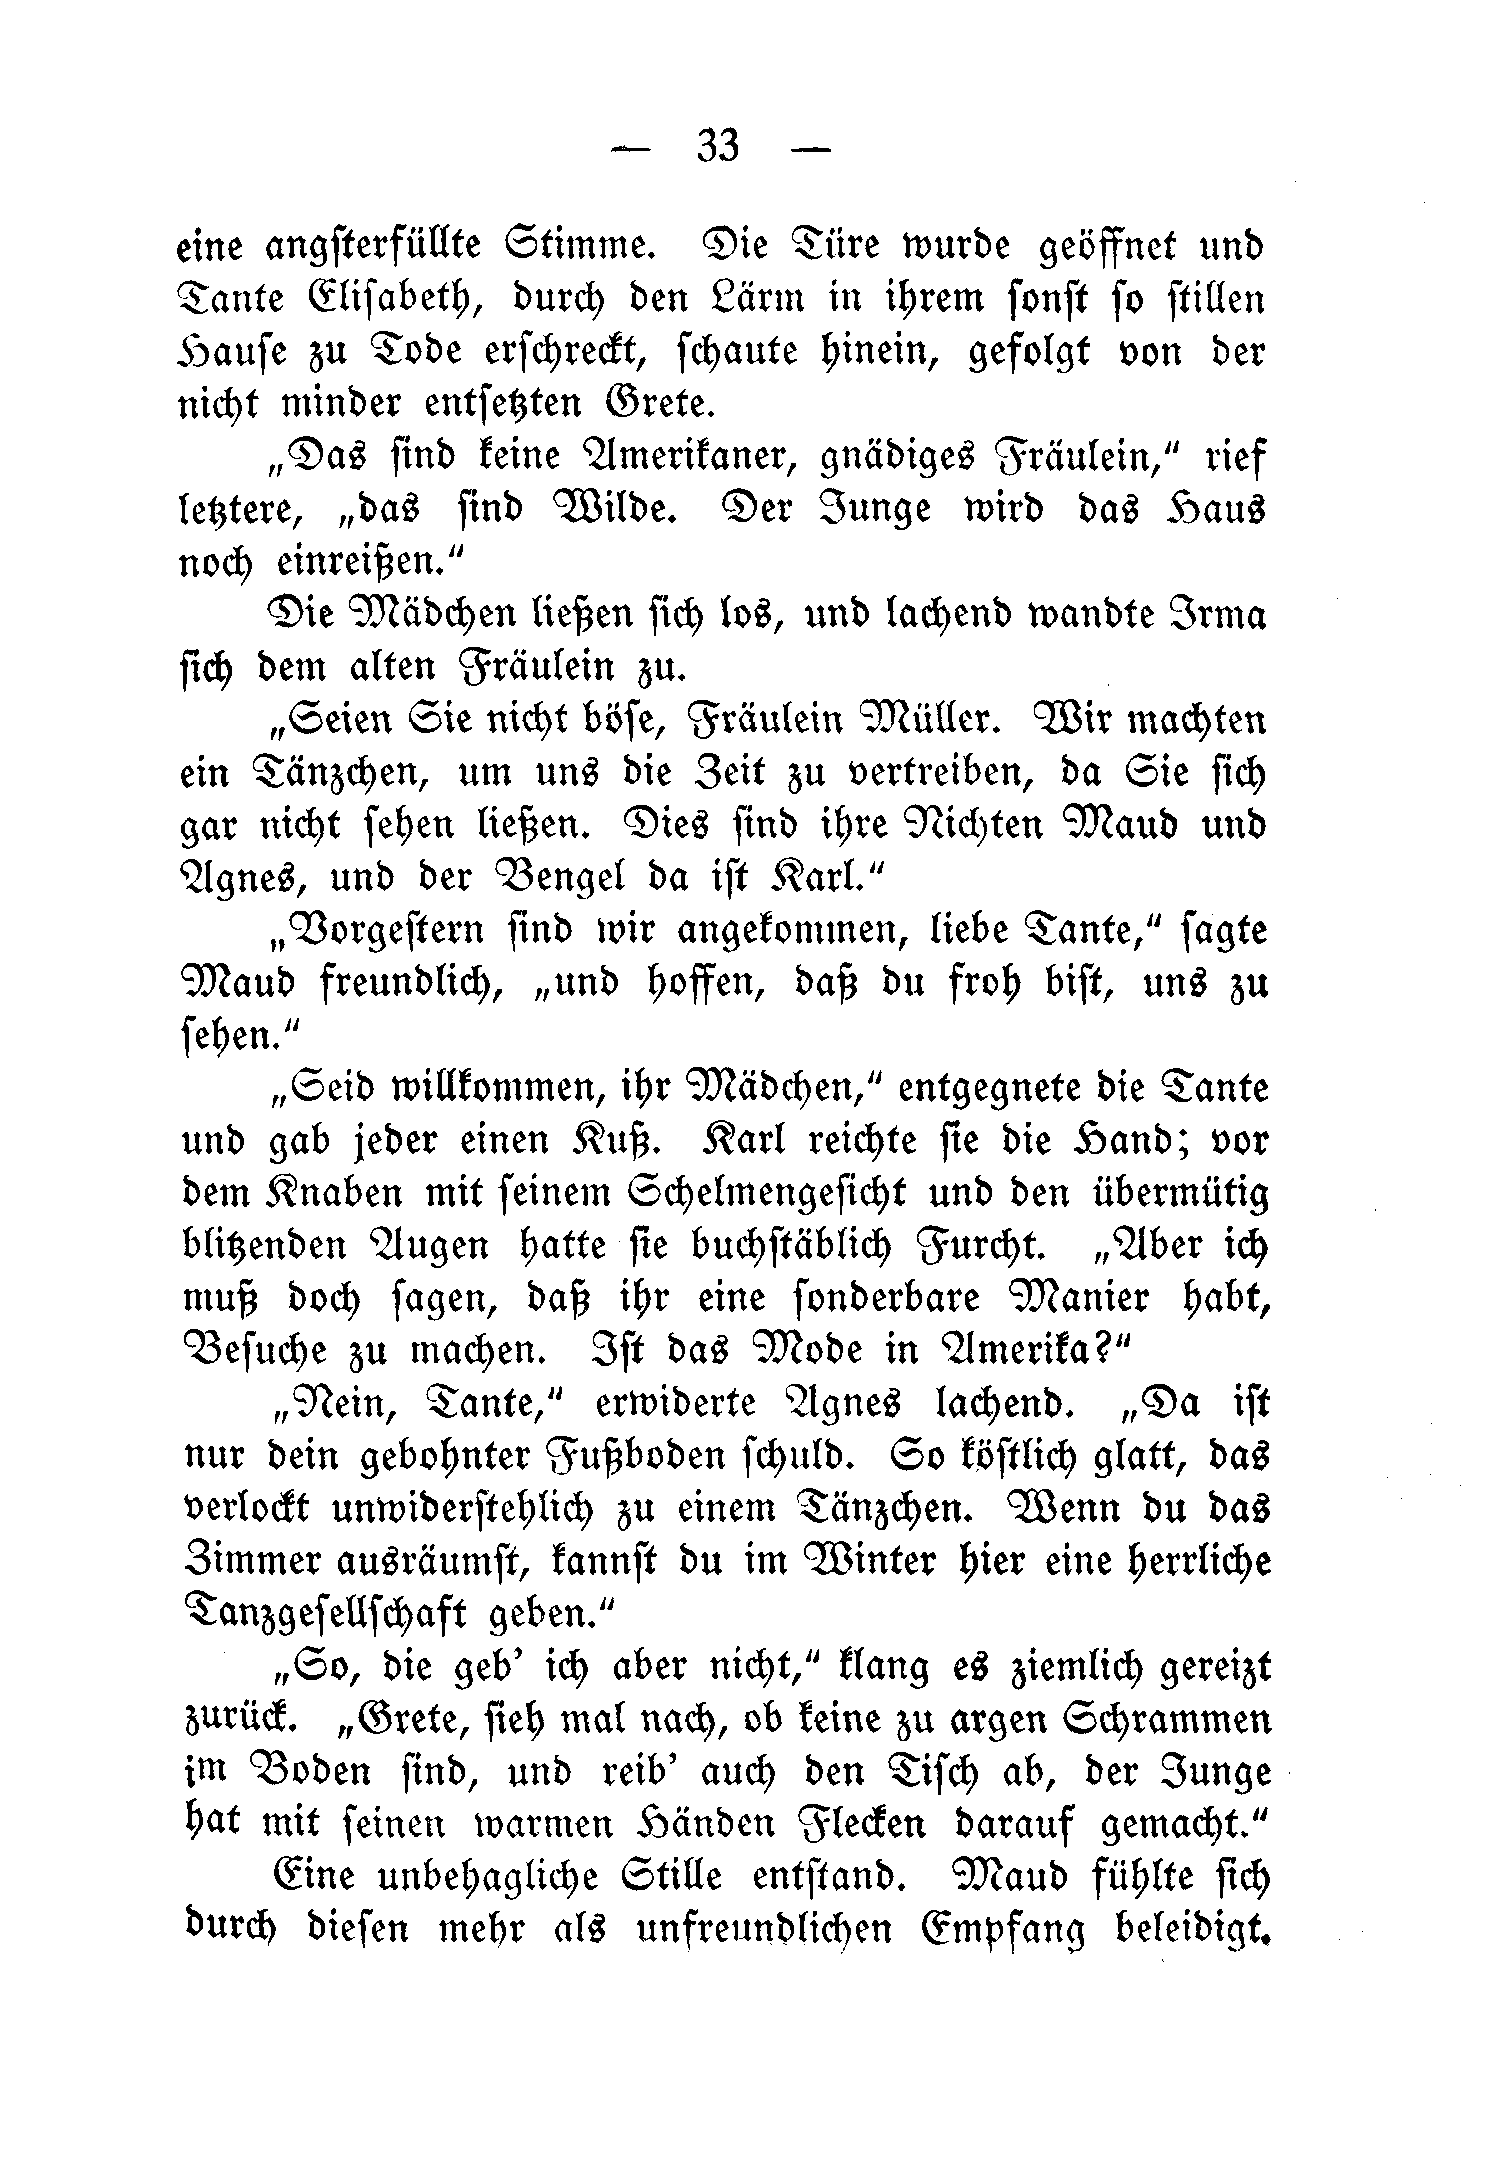 — 33 —
eine angsterfüllte Stimme. Die Türe wurde geöffnet und
Tante Elisabeth, durch den Lärm in ihrem sonst so stillen
Hause zu Tode erschreckt, schaute hinein, gefolgt von der
nicht minder entsetzten Grete.
„Das sind keine Amerikaner, gnädiges Fräulein,“ rief
letztere, „das sind Wilde. Der Junge wird das Haus
noch einreißen.“
Die Mädchen ließen sich los, und lachend wandte Irma
sich dem alten Fräulein zu.
„Seien Sie nicht böse, Fräulein Müller. Wir machten
ein Tänzchen, um uns die Zeit zu vertreiben, da Sie sich
gar nicht sehen ließen. Dies sind ihre Nichten Maud und
Agnes, und der Bengel da ist Karl.“
„Vorgestern sind wir angekommen, liebe Tante,“ sagte
Maud freundlich, „und hoffen, daß du froh bist, uns zu
sehen.“
„Seid willkommen, ihr Mädchen,“ entgegnete die Tante
und gab jeder einen Kuß. Karl reichte sie die Hand; vor
dem Knaben mit seinem Schelmengesicht und den übermütig
blitzenden Augen hatte sie buchstäblich Furcht. „Aber ich
muß doch sagen, daß ihr eine sonderbare Manier habt,
Besuche zu machen. Ist das Mode in Amerika?“
„Nein, Tante,“ erwiderte Agnes lachend. „Da ist
nur dein gebohnter Fußboden schuld. So köstlich glatt, das
verlockt unwiderstehlich zu einem Tänzchen. Wenn du das
Zimmer ausräumst, kannst du im Winter hier eine herrliche
Tanzgesellschaft geben.“
„So, die geb’ ich aber nicht,“ klang es ziemlich gereizt
zurück. „Grete, sieh mal nach, ob keine zu argen Schrammen
im Boden sind, und reib’ auch den Tisch ab, der Junge
hat mit seinen warmen Händen Flecken darauf gemacht.“
Eine unbehagliche Stille entstand. Maud fühlte sich
durch diesen mehr als unfreundlichen Empfang beleidigt.